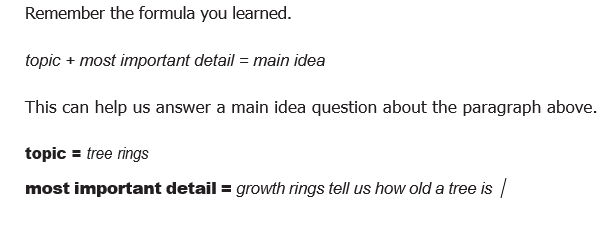 Remember the formula you learned.
topic + most important detail = main idea
This can help us answer a main idea question about the paragraph above.
topic = tree rings
most important detail = growth rings tell us how old a tree is